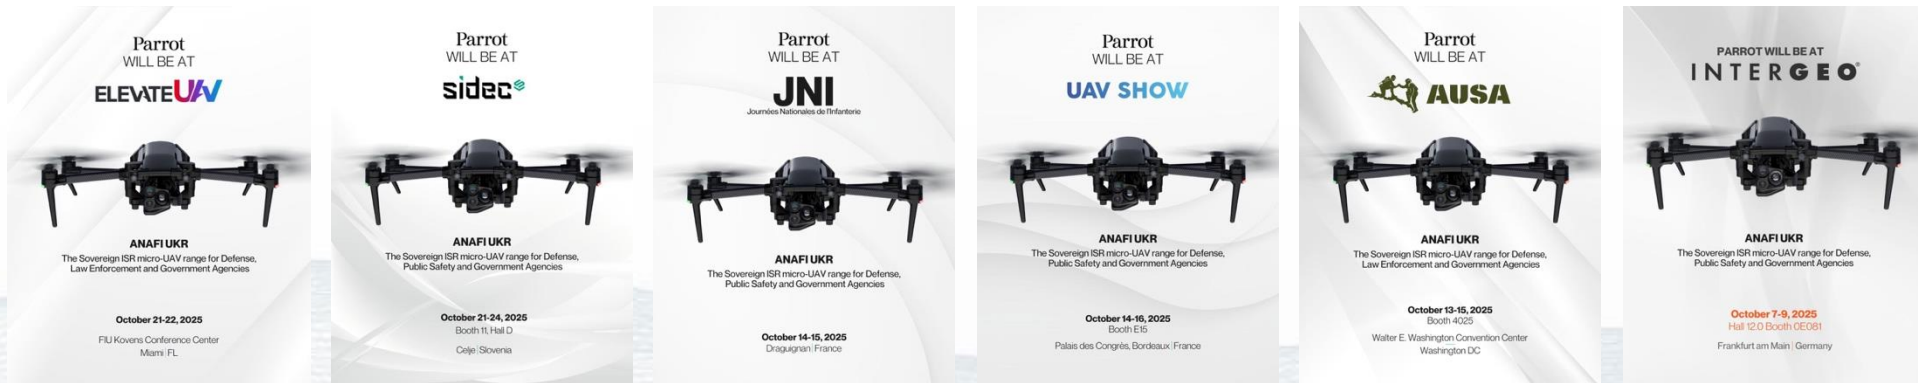 Parrot
WILL BE AT
ELEVATEUAV
ANAFI UKR
The Sovereign ISR micro-UAV range for Defense,
Law Enforcement and Government Agencies
October 21-22, 2025
FIU Kovens Conference Center
Miami | FL
Parrot
WILL BE AT
sidec
ANAFI UKR
The Sovereign ISR micro-UAV range for Defense,
Public Safety and Government Agencies
October 21-24, 2025
Booth 11, Hall D
Celje | Slovenia
Parrot
WILL BE AT
JNI
Journées Nationales de l'Infanterie
ANAFI UKR
The Sovereign ISR micro-UAV range for Defense,
Public Safety and Government Agencies
October 14-15, 2025
Draguignan | France
Parrot
WILL BE AT
UAV SHOW
ANAFI UKR
The Sovereign ISR micro-UAV range for Defense,
Public Safety and Government Agencies
October 14-16, 2025
Booth E15
Palais des Congrès, Bordeaux | France
Parrot
WILL BE AT
AUSA
ANAFI UKR
The Sovereign ISR micro-UAV range for Defense,
Law Enforcement and Government Agencies
October 13-15, 2025
Booth 4025
Walter E. Washington Convention Center
Washington DC
PARROT WILL BE AT
INTERGEO®
ANAFI UKR
The Sovereign ISR micro-UAV range for Defense,
Public Safety and Government Agencies
October 7-9, 2025
Hall 12.0 Booth 0E081
Frankfurt am Main | Germany